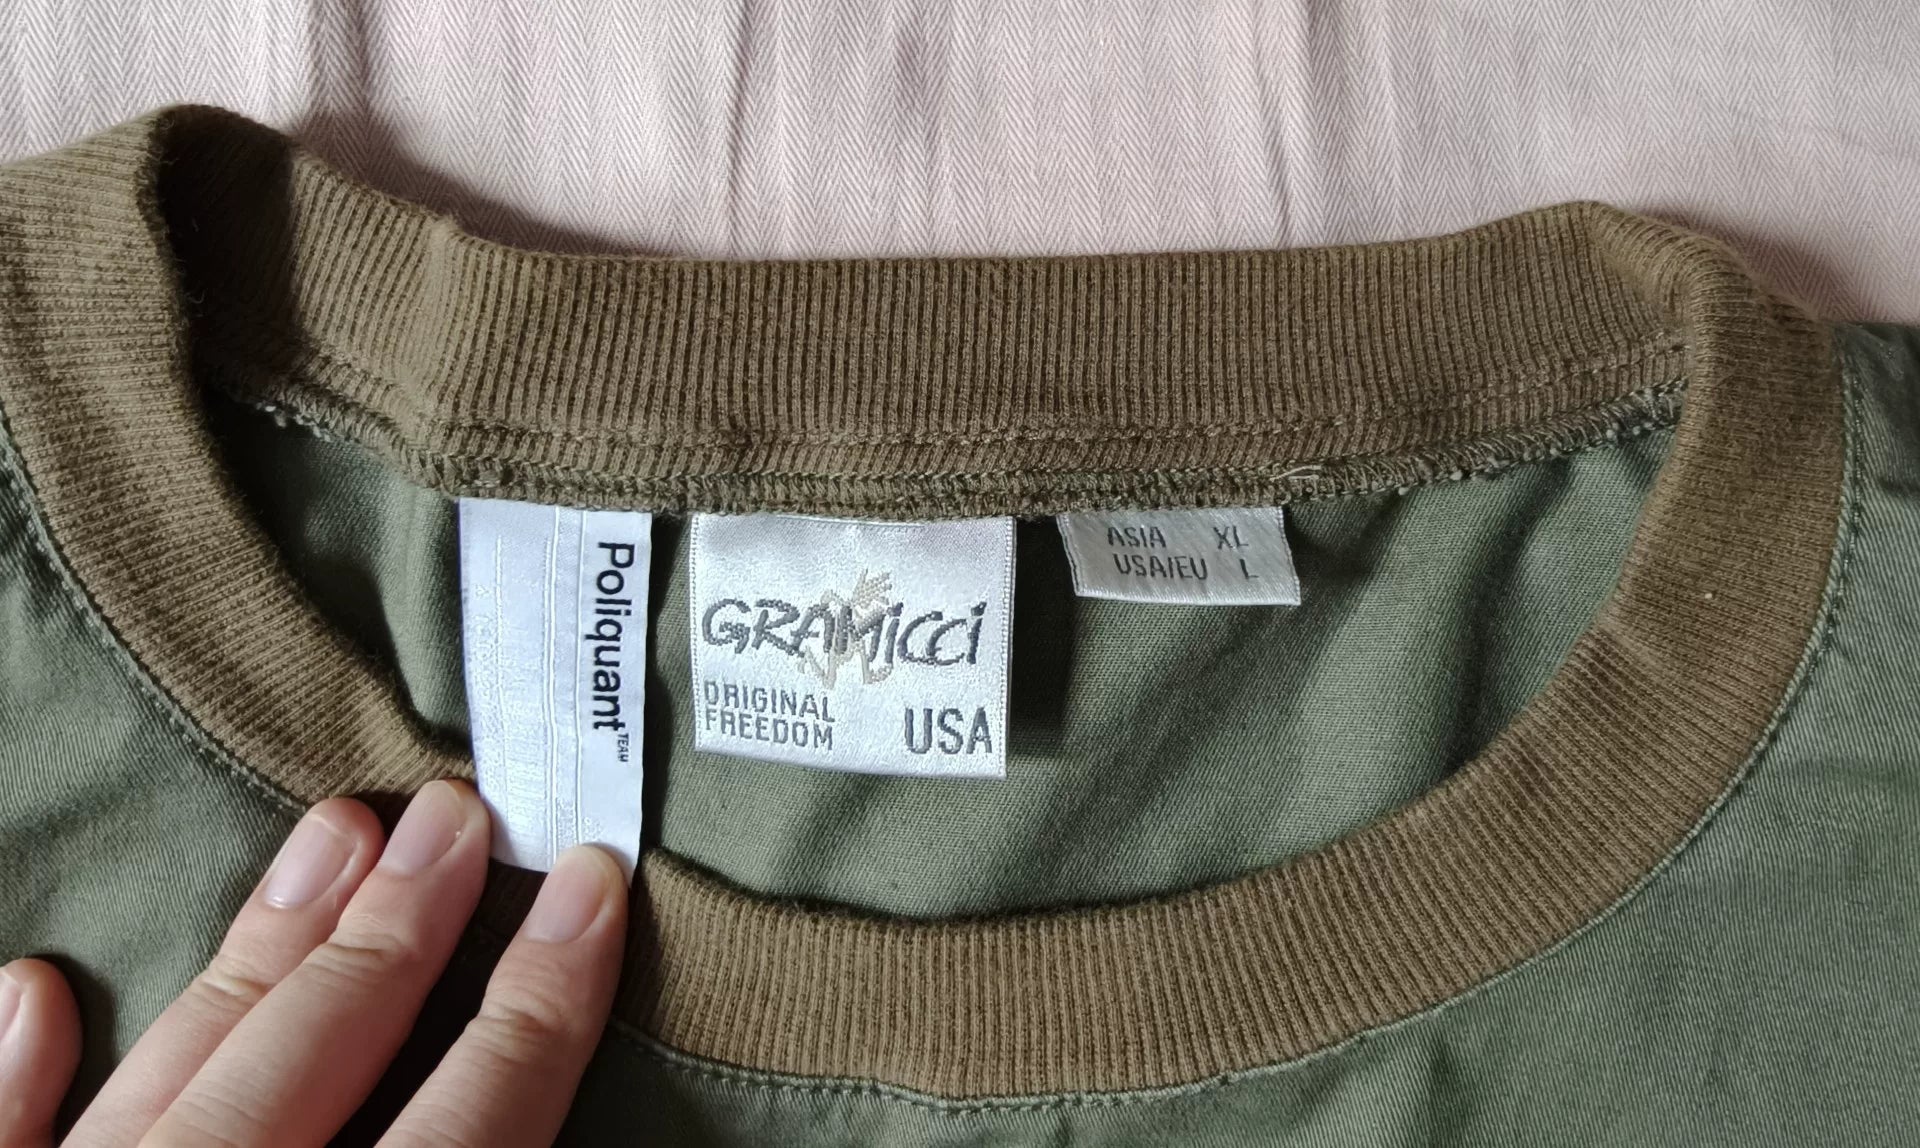 Poliquant TEAM
GRAMiCCi
ORIGINAL
FREEDOM
USA
ASIA XL
USA/EU L